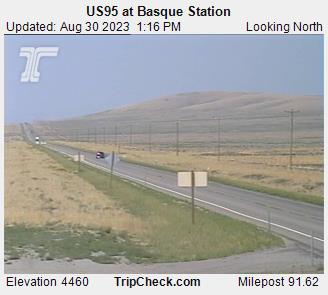 US95 at Basque Station
Updated: Aug 30 2023 1:16 PM Looking North
Elevation 4460 TripCheck.com Milepost 91.62